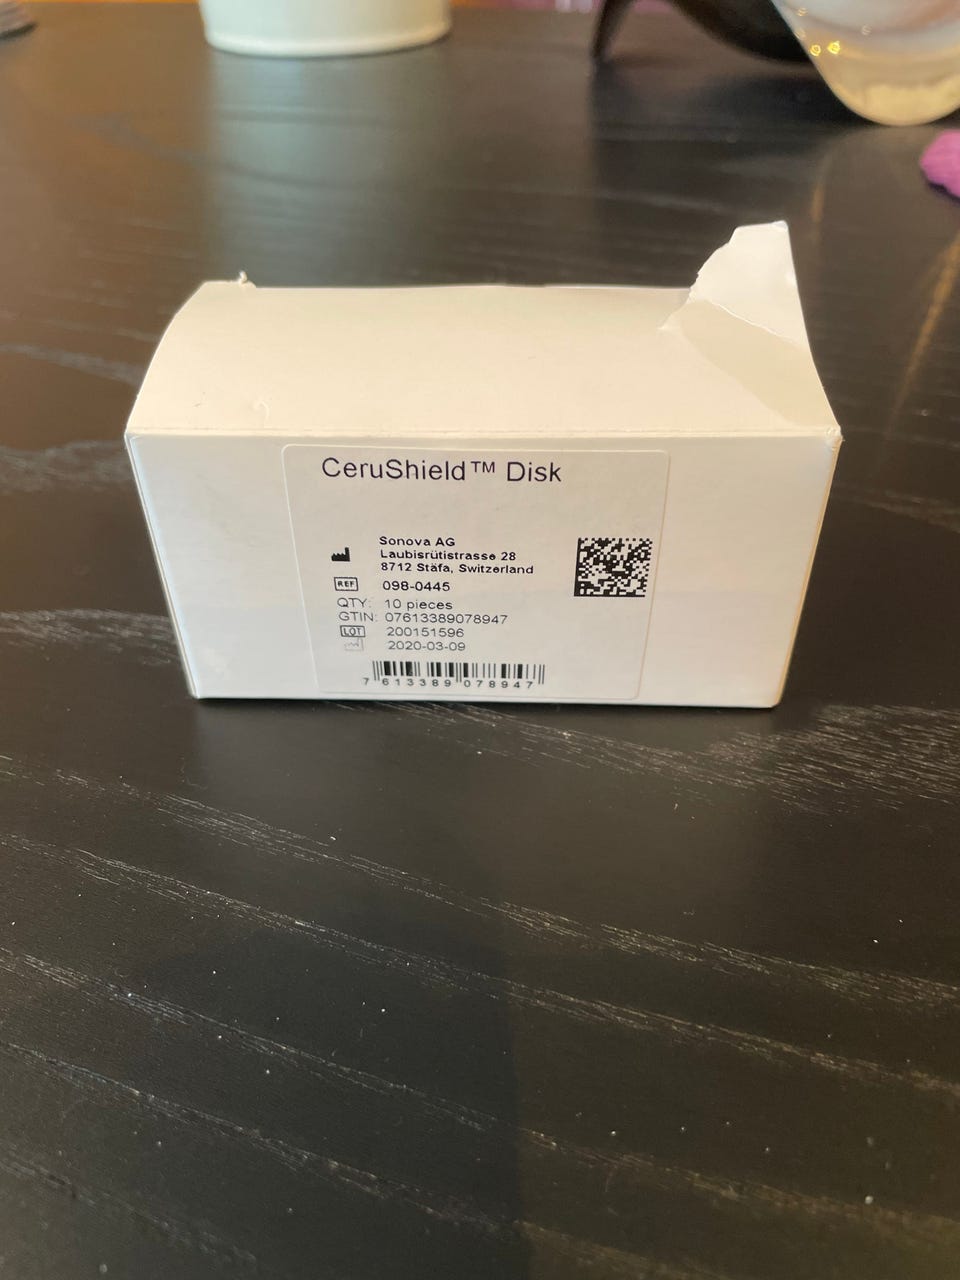 CeruShield™ Disk
Sonova AG
Laubisrütistrasse 28
8712 Stäfa, Switzerland
REF 098-0445
QTY: 10 pieces
GTIN: 07613389078947
LOT 200151596
2020-03-09
7 613389 078947